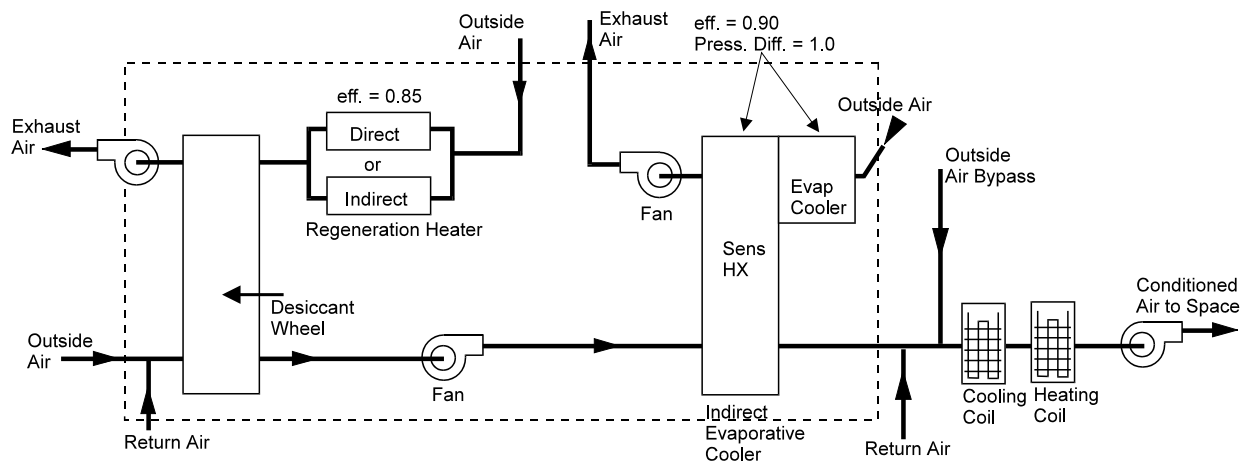 Outside
Air
Exhaust
Air
eff. = 0.90
Press. Diff. = 1.0
eff. = 0.85
Outside Air
Exhaust
Air
Direct
or
Indirect
Regeneration Heater
Fan
Evap
Cooler
Outside
Air Bypass
Sens
HX
Desiccant
Wheel
Conditioned
Air to Space
Outside
Air
Fan
Return Air
Indirect
Evaporative
Cooler
Return Air
Cooling
Coil
Heating
Coil